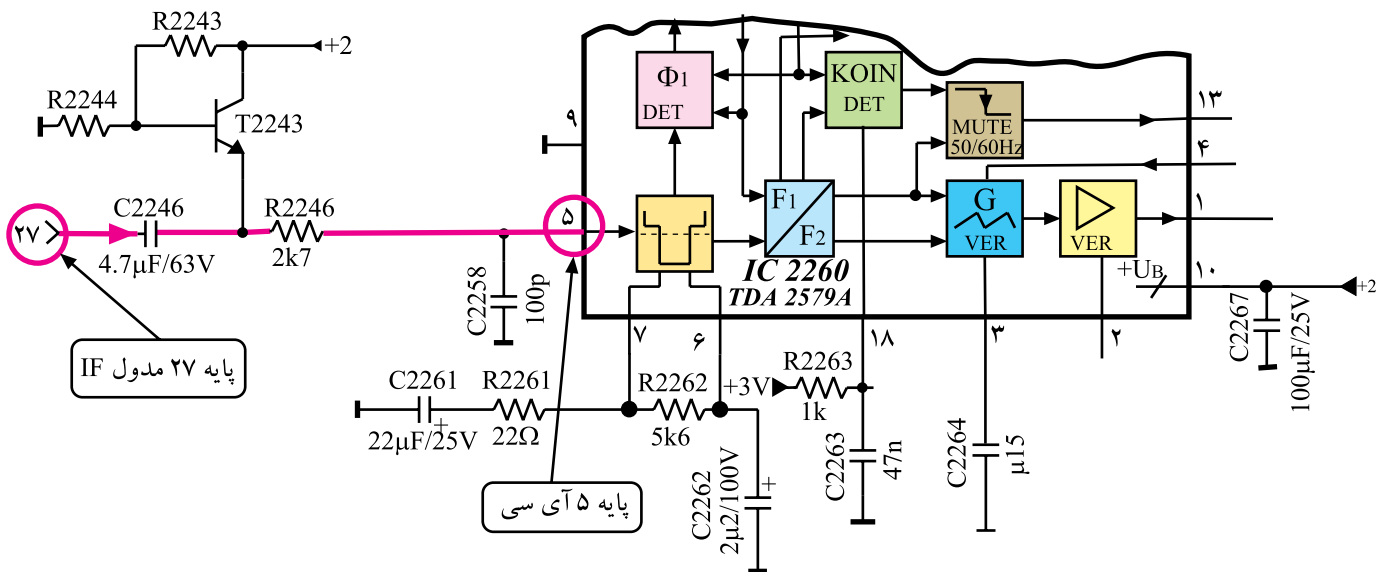 R2243
+2
R2244
T2243
۹
Φ1
DET
KOIN
DET
MUTE
50/60Hz
۱۳
۴
۲۷
C2246
4.7µF/63V
R2246
2k7
۵
C2258
100p
F1
F2
G
VER
VER
۱
IC 2260
TDA 2579A
+UB
۱۰
+2
C2267
100µF/25V
پایه ۲۷ مدول IF
۷
۶
۱۸
۳
۲
C2261
22µF/25V
R2261
22Ω
R2262
5k6
+3V
R2263
1k
C2262
2µ2/100V
+
+
C2263
47n
C2264
µ15
پایه ۵ آی سی